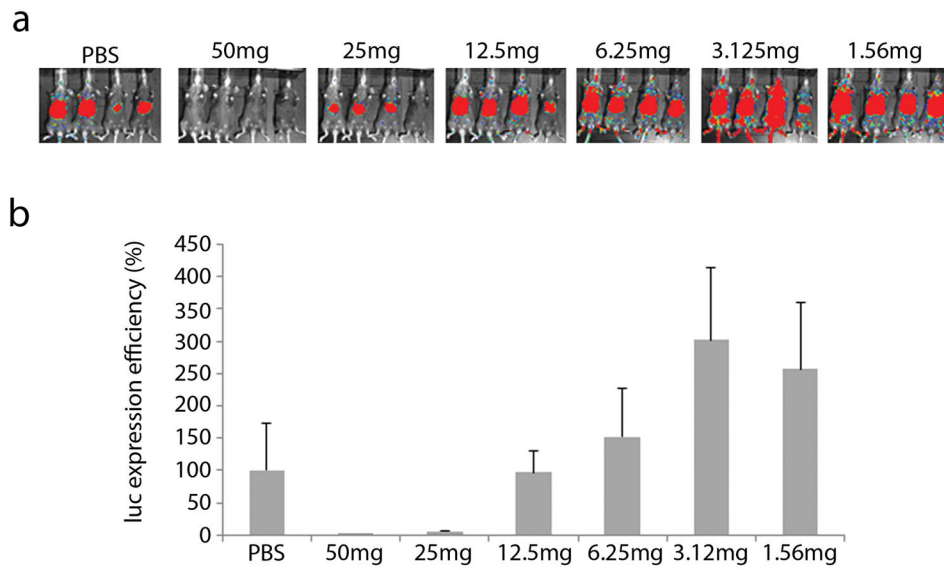 a
PBS 50mg 25mg 12.5mg 6.25mg 3.125mg 1.56mg
b
luc expression efficiency (%)
450
400
350
300
250
200
150
100
50
0
PBS 50mg 25mg 12.5mg 6.25mg 3.12mg 1.56mg